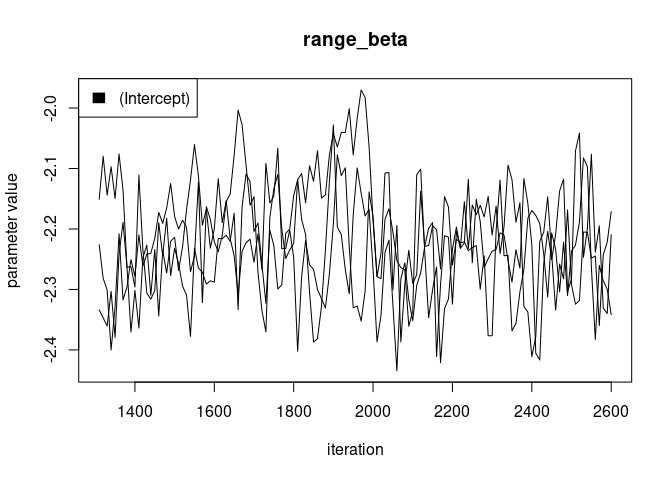 range_beta
(Intercept)
parameter value
-2.0
-2.1
-2.2
-2.3
-2.4
1400 1600 1800 2000 2200 2400 2600
iteration